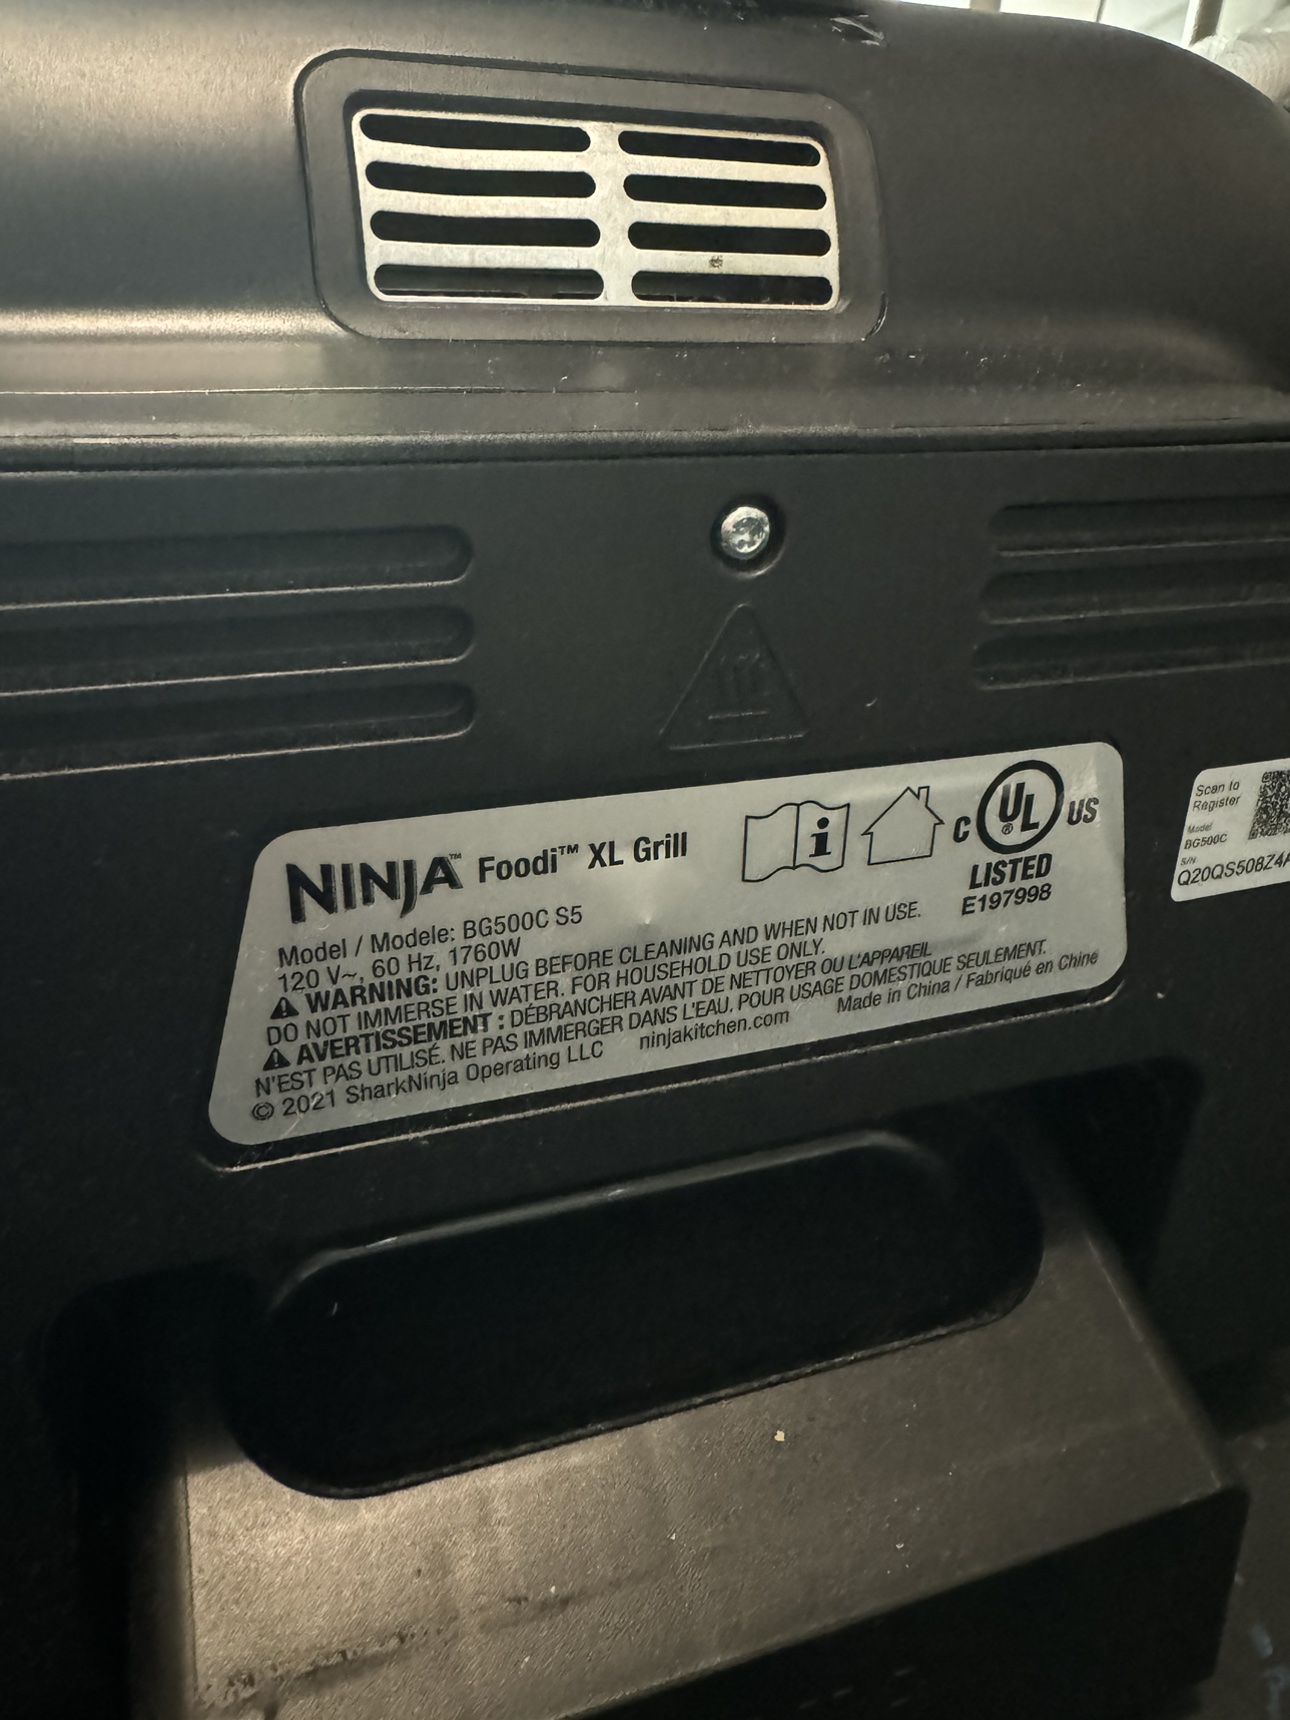 NINJA™ Foodi™ XL Grill
Model / Modele: BG500C S5
120 V~, 60 Hz, 1760W
WARNING: UNPLUG BEFORE CLEANING AND WHEN NOT IN USE.
DO NOT IMMERSE IN WATER. FOR HOUSEHOLD USE ONLY.
AVERTISSEMENT : DÉBRANCHER AVANT DE NETTOYER OU L'APPAREIL
N'EST PAS UTILISÉ. NE PAS IMMERGER DANS L'EAU. POUR USAGE DOMESTIQUE SEULEMENT.
© 2021 SharkNinja Operating LLC ninjakitchen.com Made in China / Fabriqué en Chine
C UL® US
LISTED
E197998
Scan to
Register
Model
BG500C
S/N
Q20QS508Z4